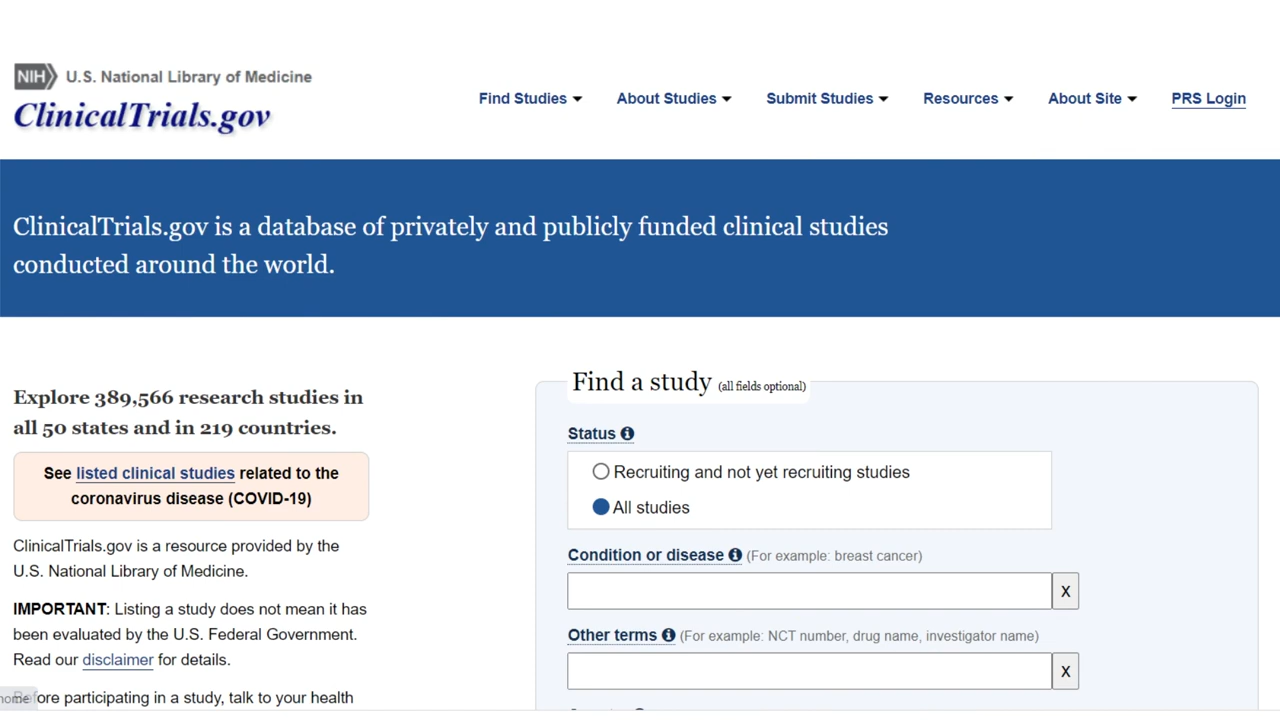 NIH U.S. National Library of Medicine
ClinicalTrials.gov
Find Studies About Studies Submit Studies Resources About Site PRS Login
ClinicalTrials.gov is a database of privately and publicly funded clinical studies
conducted around the world.
Explore 389,566 research studies in
all 50 states and in 219 countries.
See listed clinical studies related to the
coronavirus disease (COVID-19)
ClinicalTrials.gov is a resource provided by the
U.S. National Library of Medicine.
IMPORTANT: Listing a study does not mean it has
been evaluated by the U.S. Federal Government.
Read our disclaimer for details.
Before participating in a study, talk to your health
home
Find a study (all fields optional)
Status
Recruiting and not yet recruiting studies
All studies
Condition or disease (For example: breast cancer)
x
Other terms (For example: NCT number, drug name, investigator name)
x